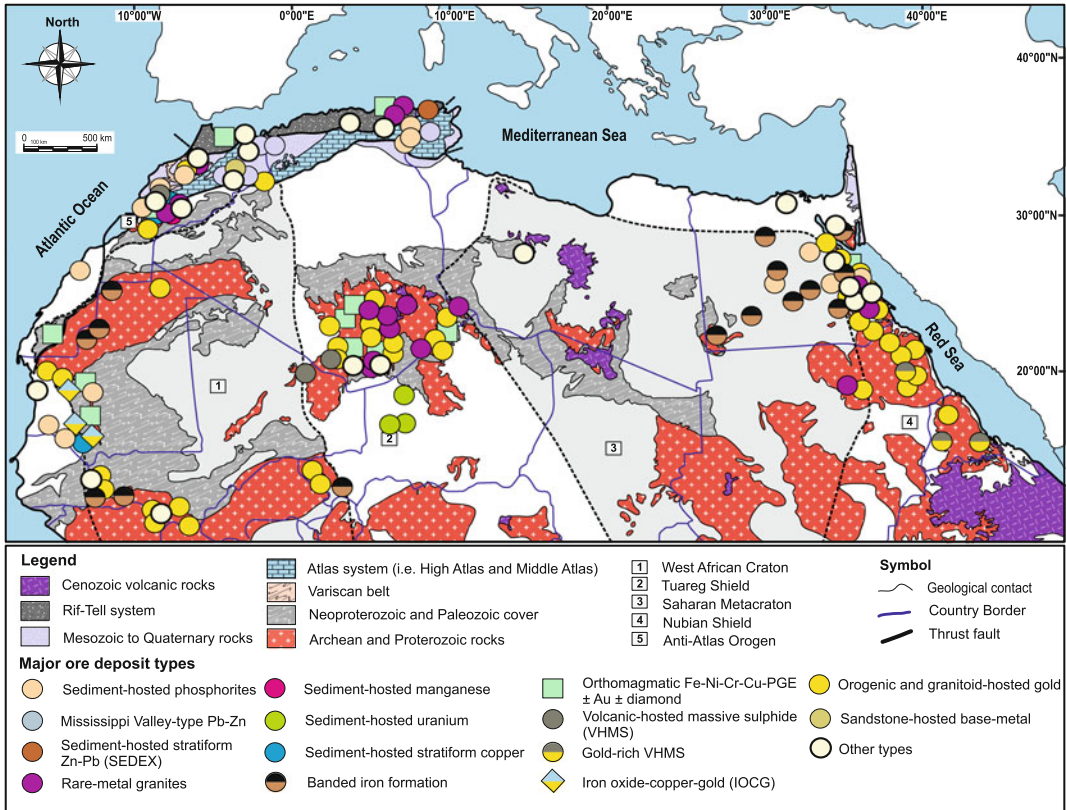 North
10°00"W
0°00"E
10°00"E
20°00"E
30°00"E
40°00"E
40°00"N
0
100 km
500 km
Mediterranean Sea
Atlantic Ocean
5
30°00"N
Red Sea
1
20°00"N
2
3
4
Legend
Cenozoic volcanic rocks
Rif-Tell system
Mesozoic to Quaternary rocks
Atlas system (i.e. High Atlas and Middle Atlas)
Variscan belt
Neoproterozoic and Paleozoic cover
Archean and Proterozoic rocks
1 West African Craton
2 Tuareg Shield
3 Saharan Metacraton
4 Nubian Shield
5 Anti-Atlas Orogen
Symbol
Geological contact
Country Border
Thrust fault
Major ore deposit types
Sediment-hosted phosphorites
Mississippi Valley-type Pb-Zn
Sediment-hosted stratiform
Zn-Pb (SEDEX)
Rare-metal granites
Sediment-hosted manganese
Sediment-hosted uranium
Sediment-hosted stratiform copper
Banded iron formation
Orthomagmatic Fe-Ni-Cr-Cu-PGE
± Au ± diamond
Volcanic-hosted massive sulphide
(VHMS)
Gold-rich VHMS
Iron oxide-copper-gold (IOCG)
Orogenic and granitoid-hosted gold
Sandstone-hosted base-metal
Other types